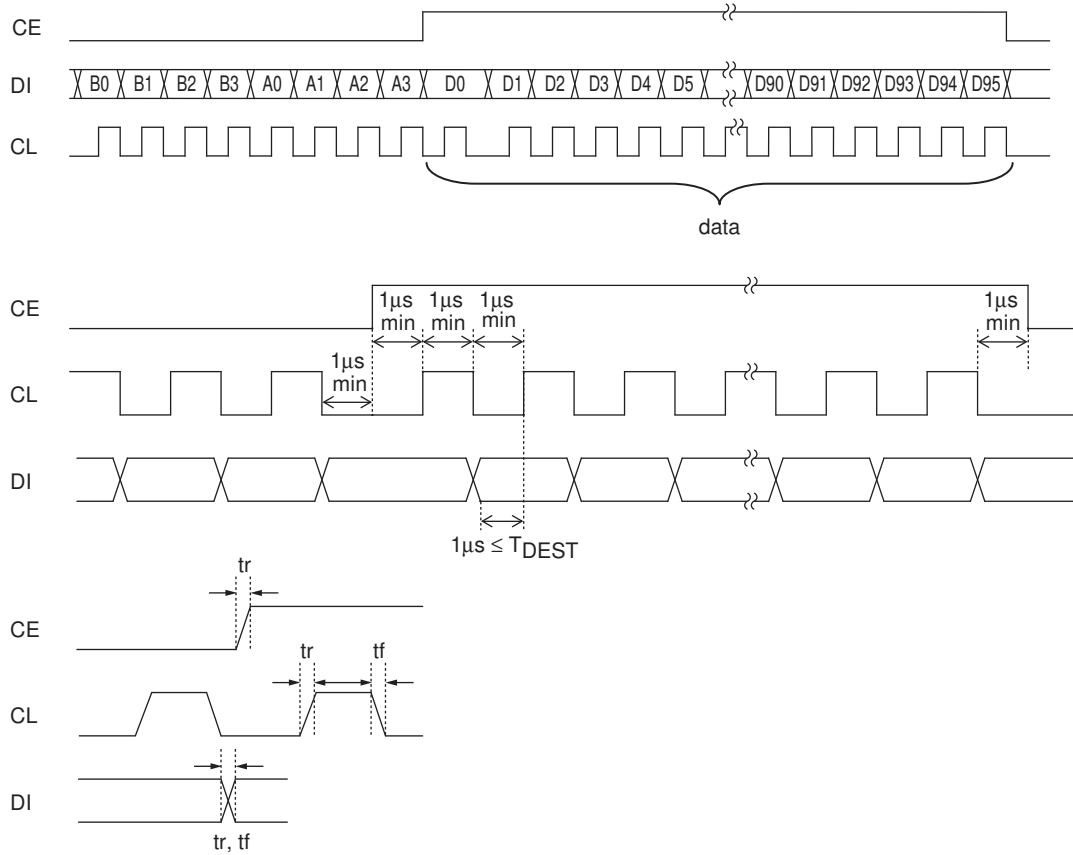 CE
DI B0 B1 B2 B3 A0 A1 A2 A3 D0 D1 D2 D3 D4 D5 D90 D91 D92 D93 D94 D95
CL
data
CE
1μs min 1μs min 1μs min 1μs min
1μs min
CL
DI
1μs ≤ TDEST
tr
CE
tr tf
CL
DI
tr, tf